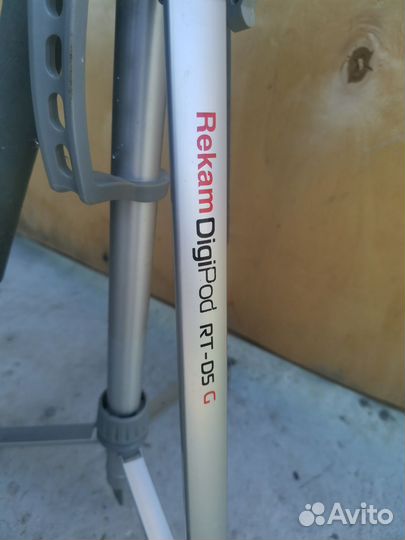 Rekam DigiPod RT-D5 G
Avito